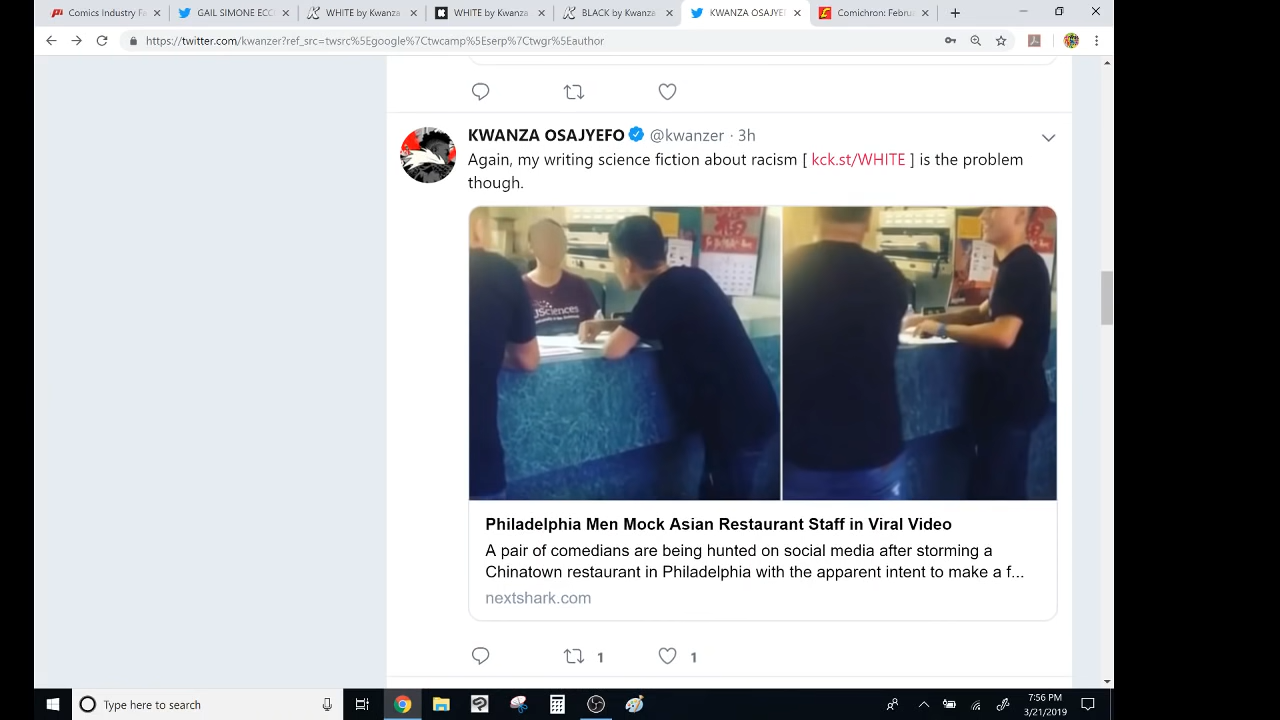 Comics Industry Fa
GAIL SIMONE ECC
WHITE by Kwanza
WHITE by Kwanza
BLACK by Kwanza
KWANZA OSAJYEF
Comichron: Februa
https://twitter.com/kwanzer?ref_src=twsrc%5Egoogle%7Ctwcamp%5Eserp%7Ctwgr%5Eauthor
KWANZA OSAJYEFO @kwanzer · 3h
Again, my writing science fiction about racism [ kck.st/WHITE ] is the problem
though.
USciences
Philadelphia Men Mock Asian Restaurant Staff in Viral Video
A pair of comedians are being hunted on social media after storming a
Chinatown restaurant in Philadelphia with the apparent intent to make a f...
nextshark.com
1
1
Type here to search
7:56 PM
3/21/2019